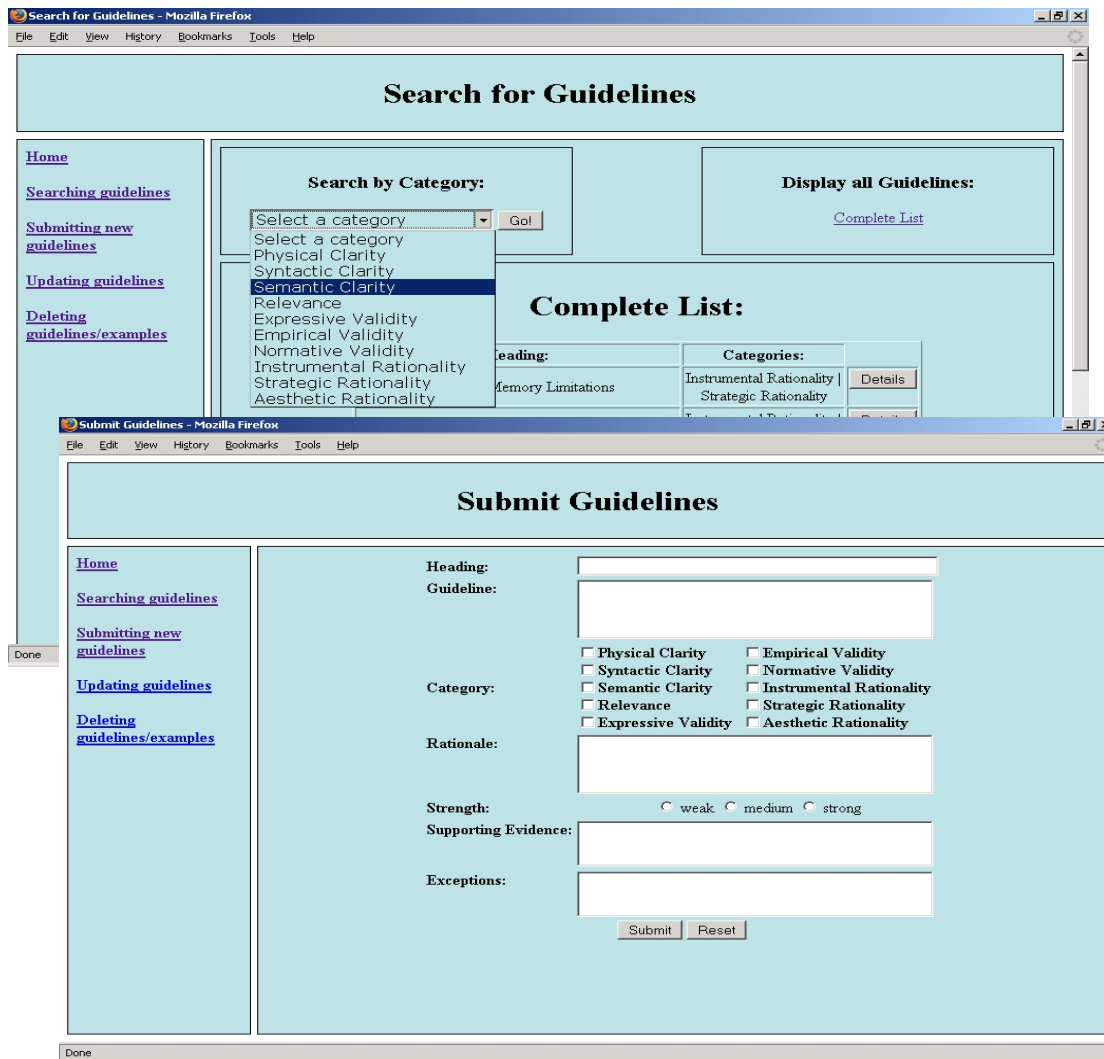 Search for Guidelines - Mozilla Firefox
File Edit View History Bookmarks Tools Help
Search for Guidelines
Home
Searching guidelines
Submitting new
guidelines
Updating guidelines
Deleting
guidelines/examples
Search by Category:
Select a category Go!
Select a category
Physical Clarity
Syntactic Clarity
Semantic Clarity
Relevance
Expressive Validity
Empirical Validity
Normative Validity
Instrumental Rationality
Strategic Rationality
Aesthetic Rationality
Display all Guidelines:
Complete List
Complete List:
Categories:
Memory Limitations
Instrumental Rationality |
Strategic Rationality
Details
Done
Submit Guidelines - Mozilla Firefox
File Edit View History Bookmarks Tools Help
Submit Guidelines
Home
Searching guidelines
Submitting new
guidelines
Updating guidelines
Deleting
guidelines/examples
Heading:
Guideline:
Category:
Physical Clarity Empirical Validity
Syntactic Clarity Normative Validity
Semantic Clarity Instrumental Rationality
Relevance Strategic Rationality
Expressive Validity Aesthetic Rationality
Rationale:
Strength: weak medium strong
Supporting Evidence:
Exceptions:
Submit Reset
Done